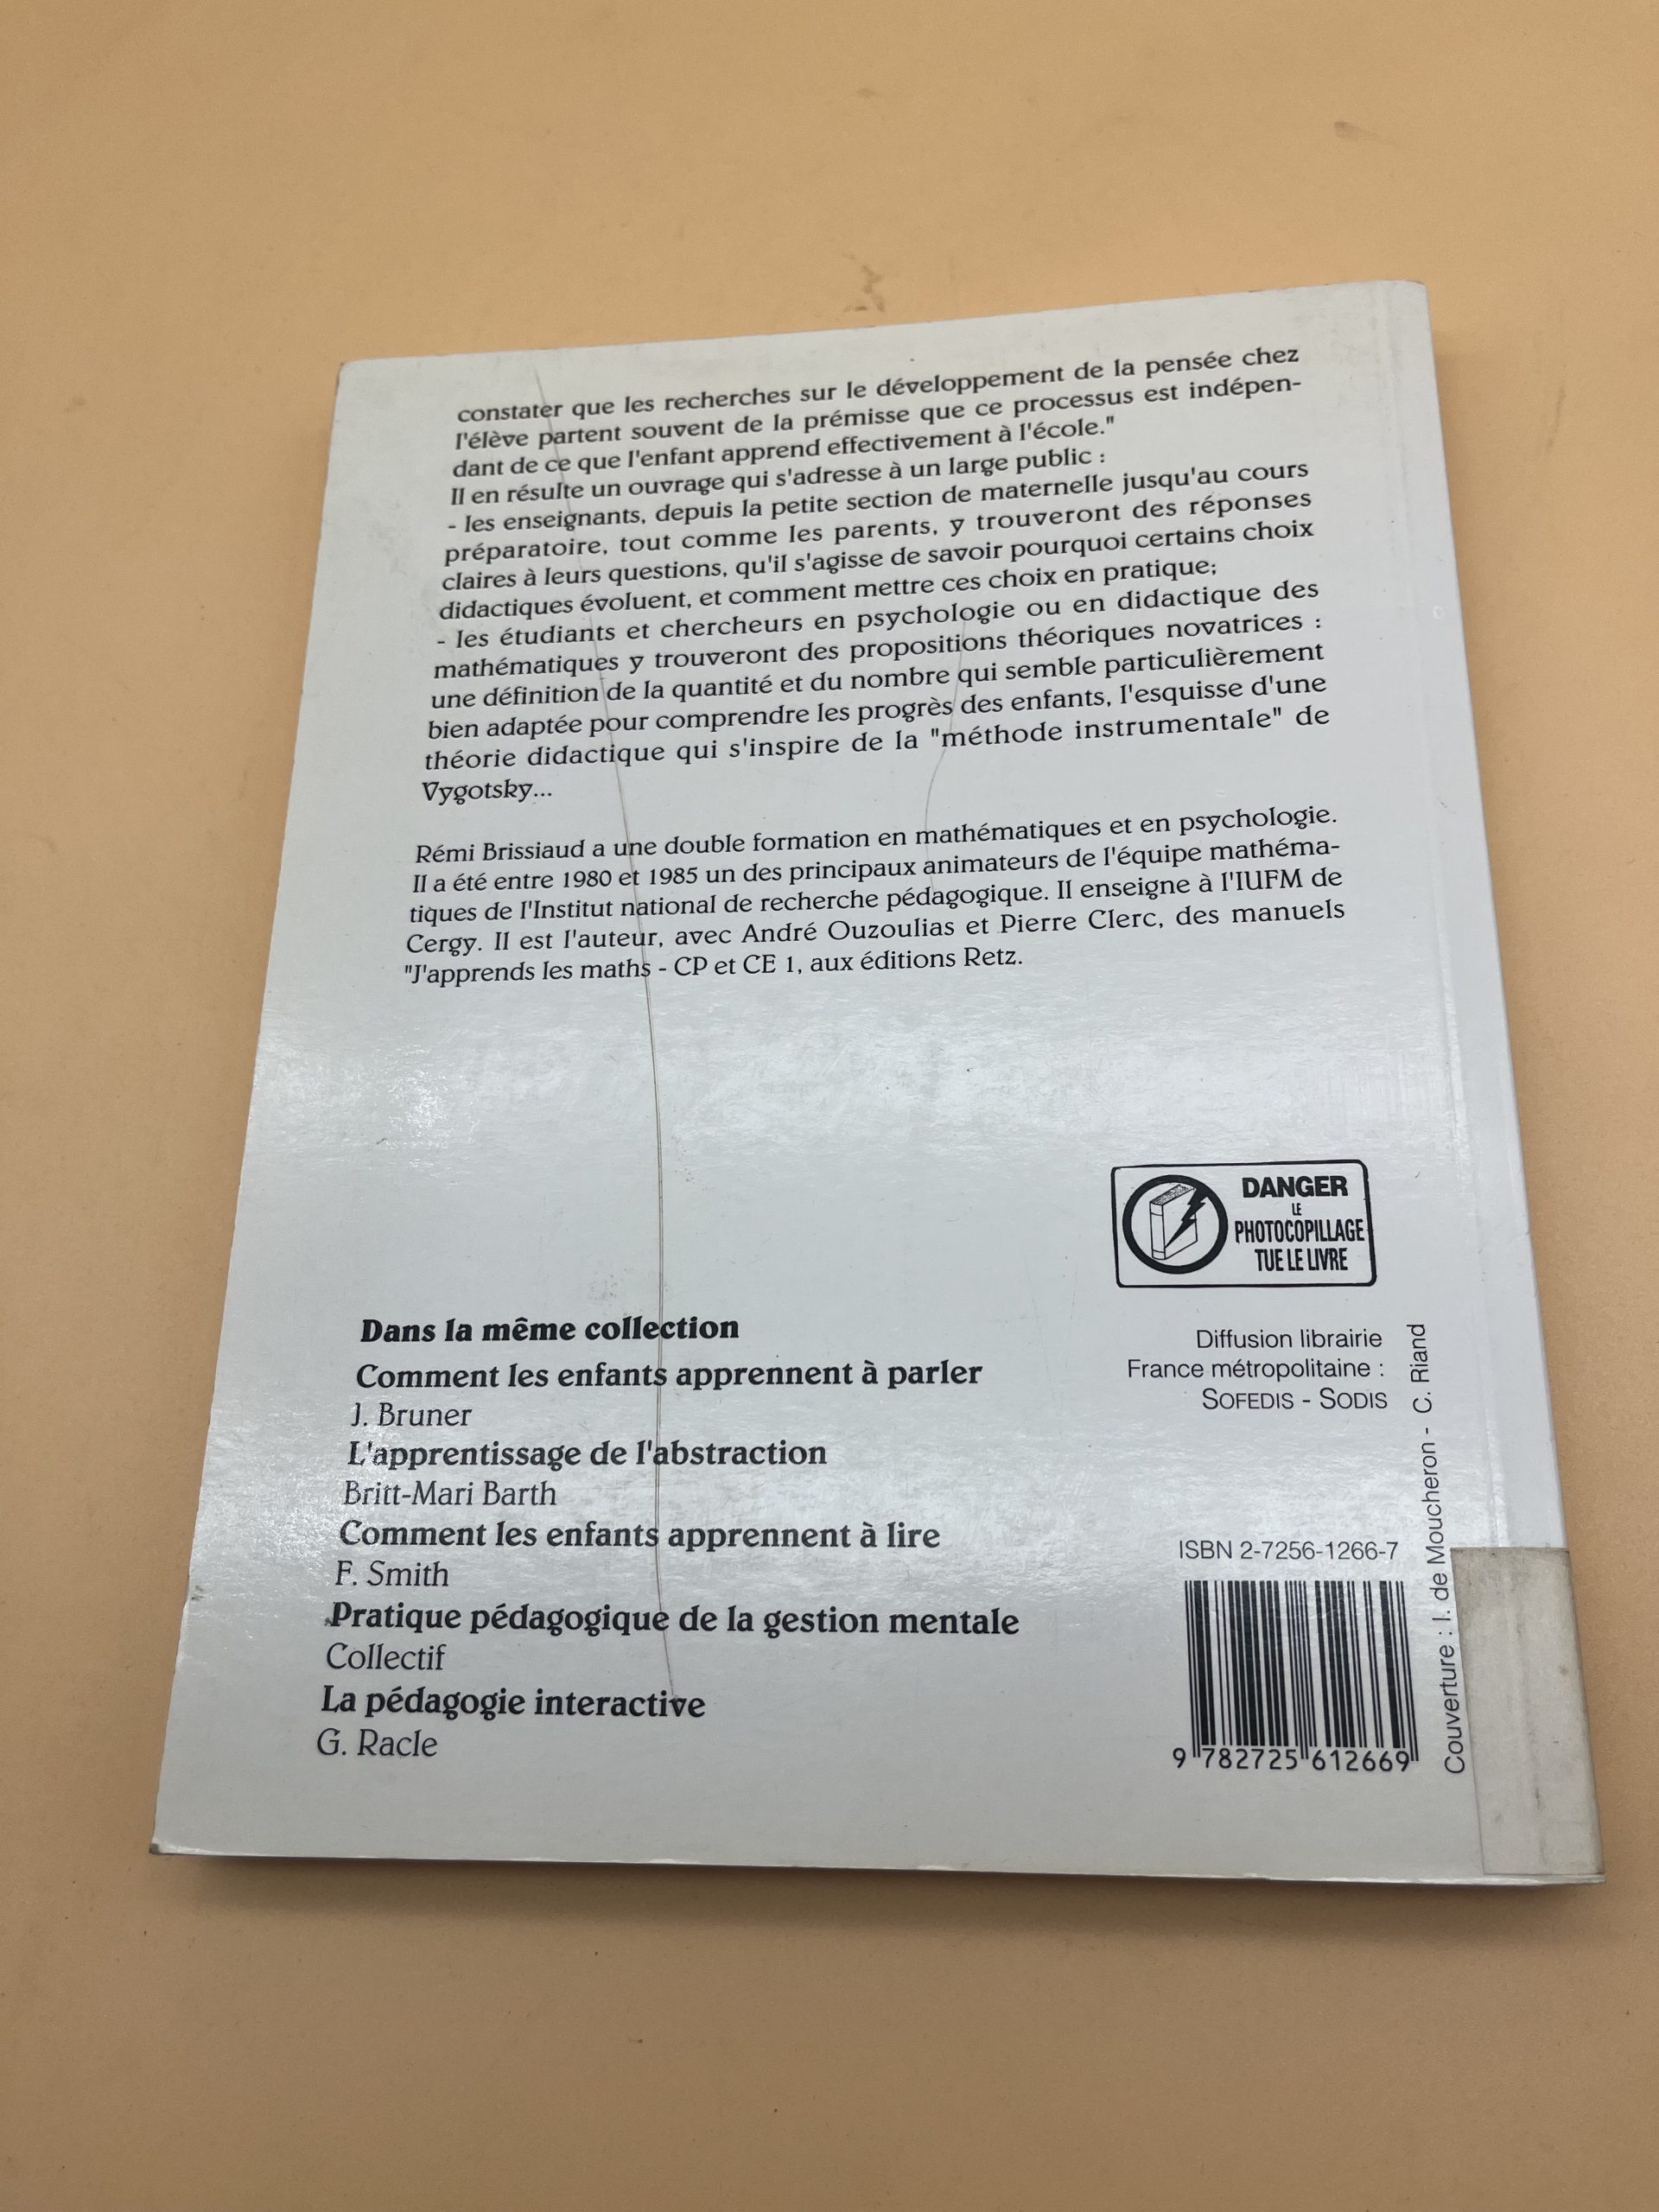 constater que les recherches sur le développement de la pensée chez
l'élève partent souvent de la prémisse que ce processus est indépen-
dant de ce que l'enfant apprend effectivement à l'école."
Il en résulte un ouvrage qui s'adresse à un large public :
- les enseignants, depuis la petite section de maternelle jusqu'au cours
préparatoire, tout comme les parents, y trouveront des réponses
claires à leurs questions, qu'il s'agisse de savoir pourquoi certains choix
didactiques évoluent, et comment mettre ces choix en pratique;
- les étudiants et chercheurs en psychologie ou en didactique des
mathématiques y trouveront des propositions théoriques novatrices :
une définition de la quantité et du nombre qui semble particulièrement
bien adaptée pour comprendre les progrès des enfants, l'esquisse d'une
théorie didactique qui s'inspire de la "méthode instrumentale" de
Vygotsky...
Rémi Brissiaud a une double formation en mathématiques et en psychologie.
Il a été entre 1980 et 1985 un des principaux animateurs de l'équipe mathéma-
tiques de l'Institut national de recherche pédagogique. Il enseigne à l'IUFM de
Cergy. Il est l'auteur, avec André Ouzoulias et Pierre Clerc, des manuels
"J'apprends les maths - CP et CE 1, aux éditions Retz.
DANGER
LE
PHOTOCOPILLAGE
TUE LE LIVRE
Dans la même collection
Comment les enfants apprennent à parler
J. Bruner
L'apprentissage de l'abstraction
Britt-Mari Barth
Comment les enfants apprennent à lire
F. Smith
Pratique pédagogique de la gestion mentale
Collectif
La pédagogie interactive
G. Racle
Diffusion librairie
France métropolitaine :
SOFEDIS - SODIS
ISBN 2-7256-1266-7
9 782725 612669
Couverture : I. de Moucheron - C. Riand